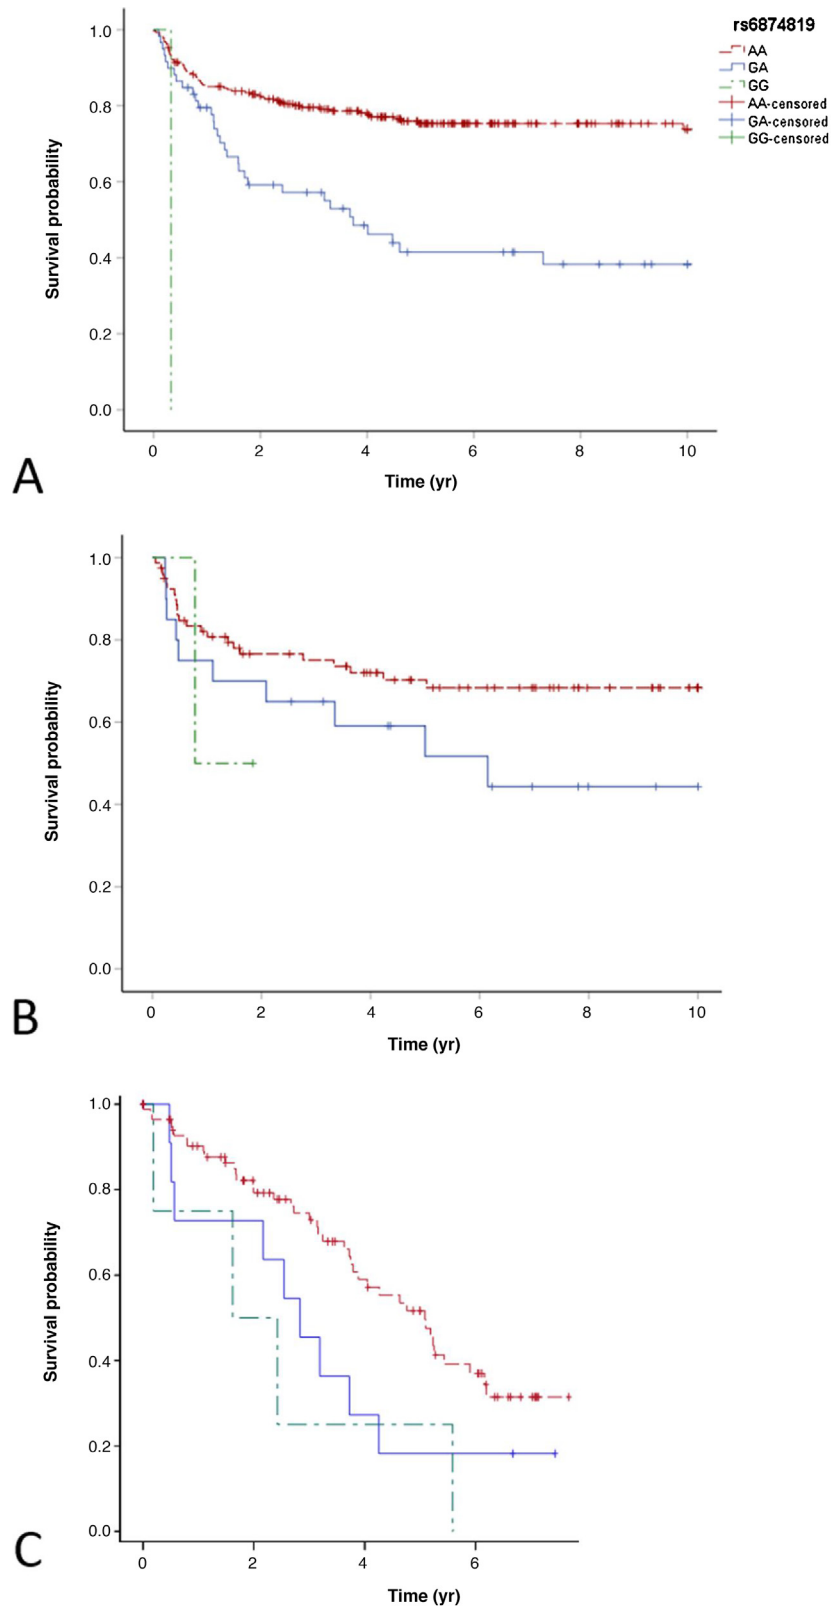 rs6874819
AA
GA
GG
AA-censored
GA-censored
GG-censored
1.0
0.8
0.6
0.4
0.2
0.0
Survival probability
0 2 4 6 8 10
Time (yr)
A
1.0
0.8
0.6
0.4
0.2
0.0
Survival probability
0 2 4 6 8 10
Time (yr)
B
1.0
0.8
0.6
0.4
0.2
0.0
Survival probability
0 2 4 6
Time (yr)
C